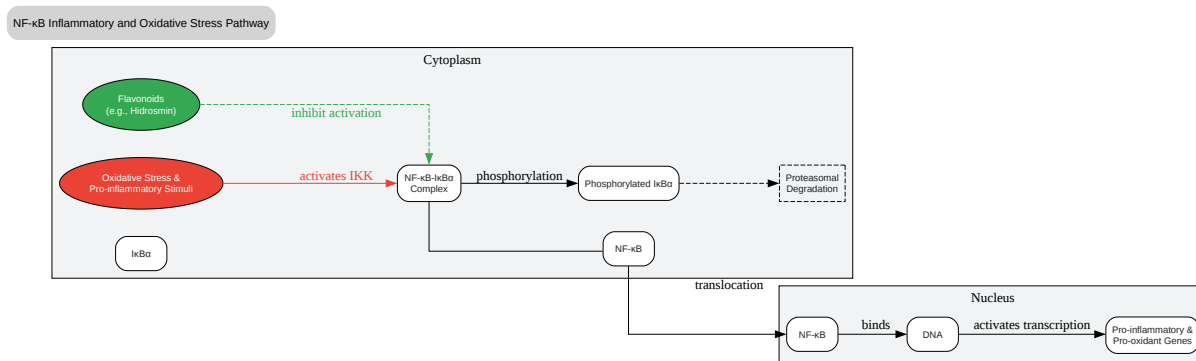 NF-κB Inflammatory and Oxidative Stress Pathway
Cytoplasm
Flavonoids
(e.g., Hidrosmin)
inhibit activation
Oxidative Stress &
Pro-inflammatory Stimuli
activates IKK
NF-κB-IκBα
Complex
phosphorylation
Phosphorylated IκBα
Proteasomal
Degradation
IκBα
NF-κB
translocation
Nucleus
NF-κB
binds
DNA
activates transcription
Pro-inflammatory &
Pro-oxidant Genes